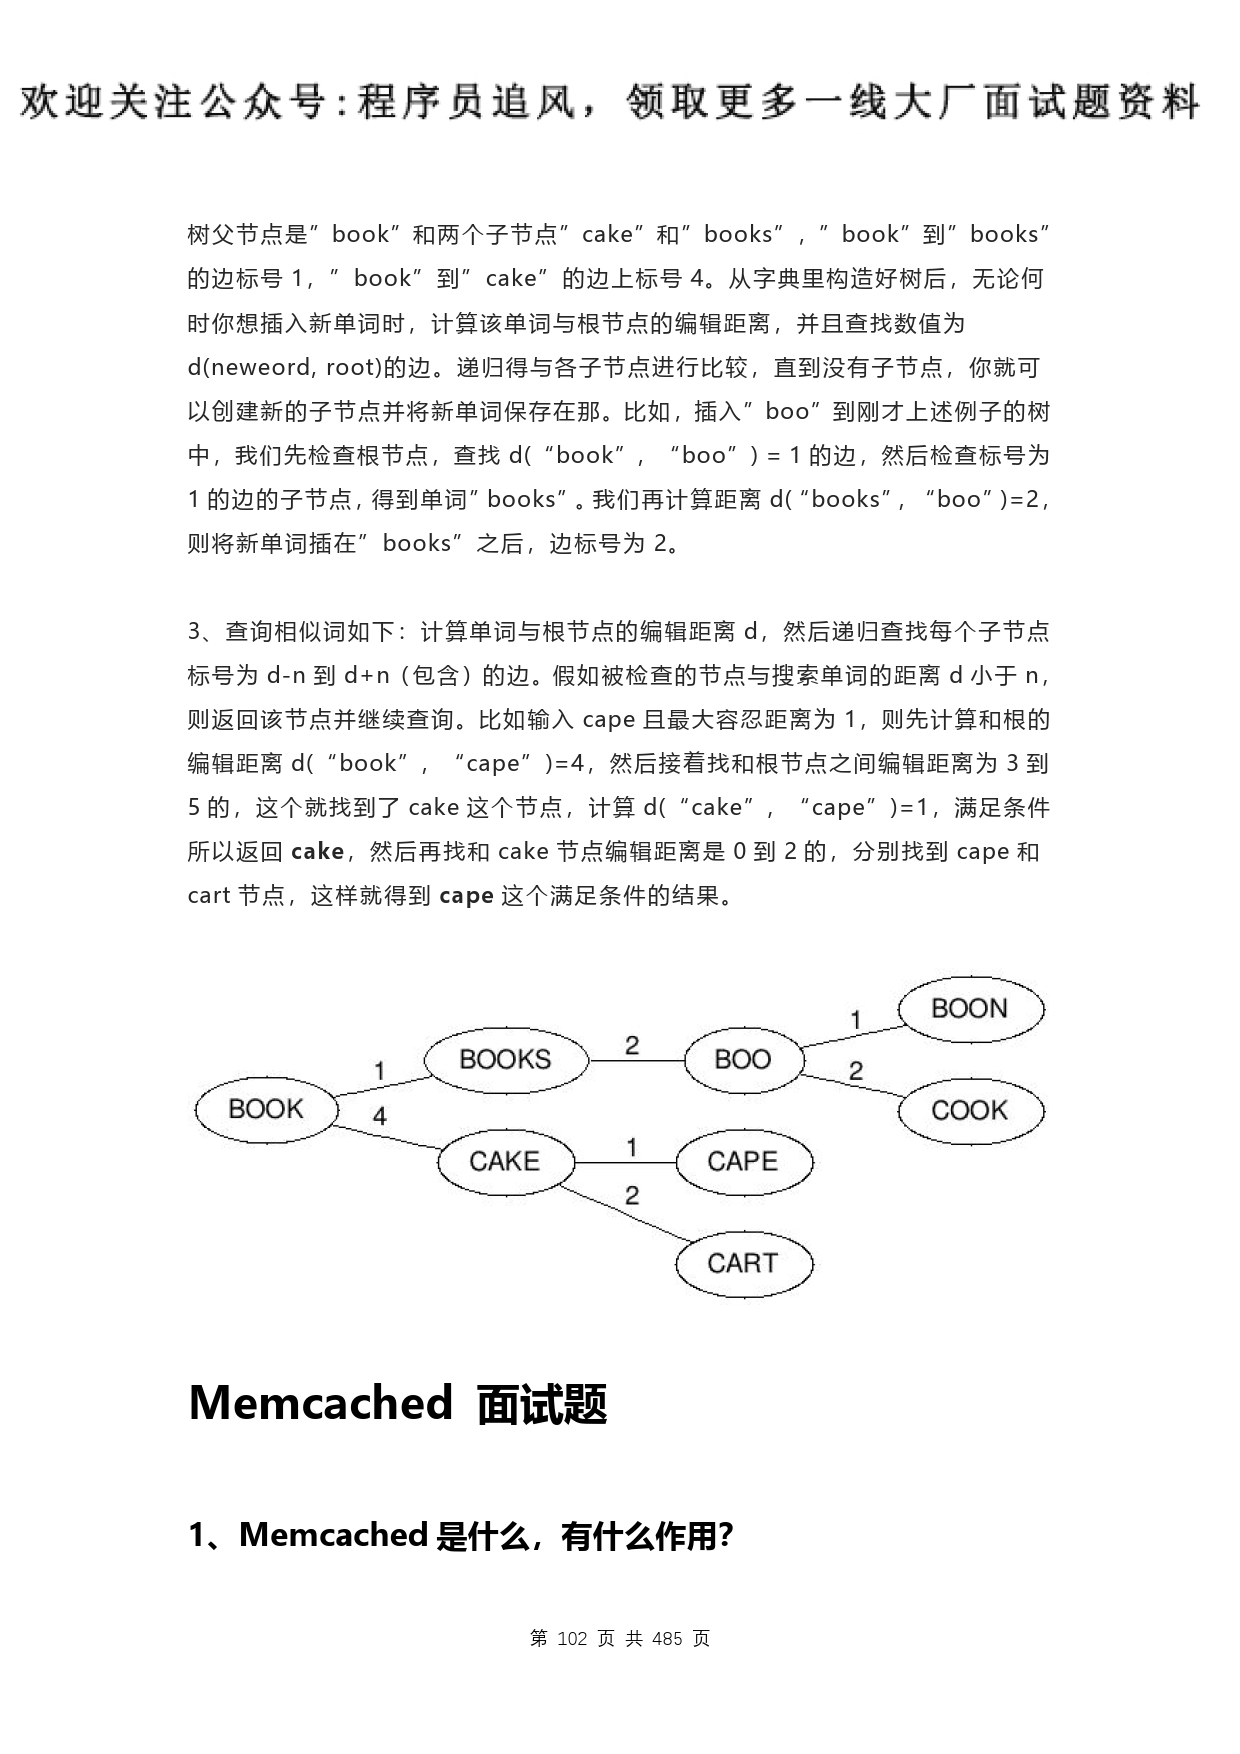 欢迎关注公众号:程序员追风，领取更多一线大厂面试题资料
树父节点是”book”和两个子节点”cake”和”books”,”book”到”books”
的边标号 1，”book”到”cake”的边上标号 4。从字典里构造好树后，无论何
时你想插入新单词时，计算该单词与根节点的编辑距离，并且查找数值为
d(neweord, root)的边。递归得与各子节点进行比较，直到没有子节点，你就可
以创建新的子节点并将新单词保存在那。比如，插入”boo”到刚才上述例子的树
中，我们先检查根节点，查找 d(“book”, “boo”) = 1 的边，然后检查标号为
1 的边的子节点，得到单词”books”。我们再计算距离 d(“books”, “boo”)=2，
则将新单词插在”books”之后，边标号为 2。
3、查询相似词如下：计算单词与根节点的编辑距离 d，然后递归查找每个子节点
标号为 d-n 到 d+n（包含）的边。假如被检查的节点与搜索单词的距离 d 小于 n，
则返回该节点并继续查询。比如输入 cape 且最大容忍距离为 1，则先计算和根的
编辑距离 d(“book”, “cape”)=4，然后接着找和根节点之间编辑距离为 3 到
5 的，这个就找到了 cake 这个节点，计算 d(“cake”, “cape”)=1，满足条件
所以返回 cake，然后再找和 cake 节点编辑距离是 0 到 2 的，分别找到 cape 和
cart 节点，这样就得到 cape 这个满足条件的结果。
BOON
1
BOOKS
2
BOO
1
2
BOOK
COOK
4
CAKE
1
CAPE
2
CART
Memcached 面试题
1、Memcached 是什么，有什么作用？
第 102 页 共 485 页